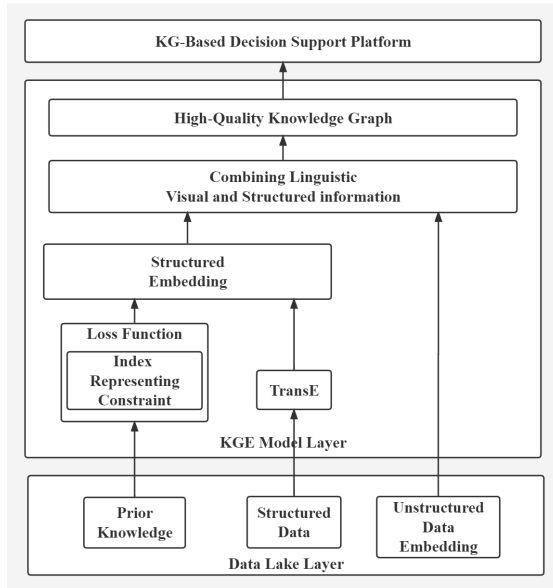 KG-Based Decision Support Platform
High-Quality Knowledge Graph
Combining Linguistic
Visual and Structured information
Structured
Embedding
Loss Function
Index
Representing
Constraint
TransE
KGE Model Layer
Prior
Knowledge
Structured
Data
Unstructured
Data
Embedding
Data Lake Layer